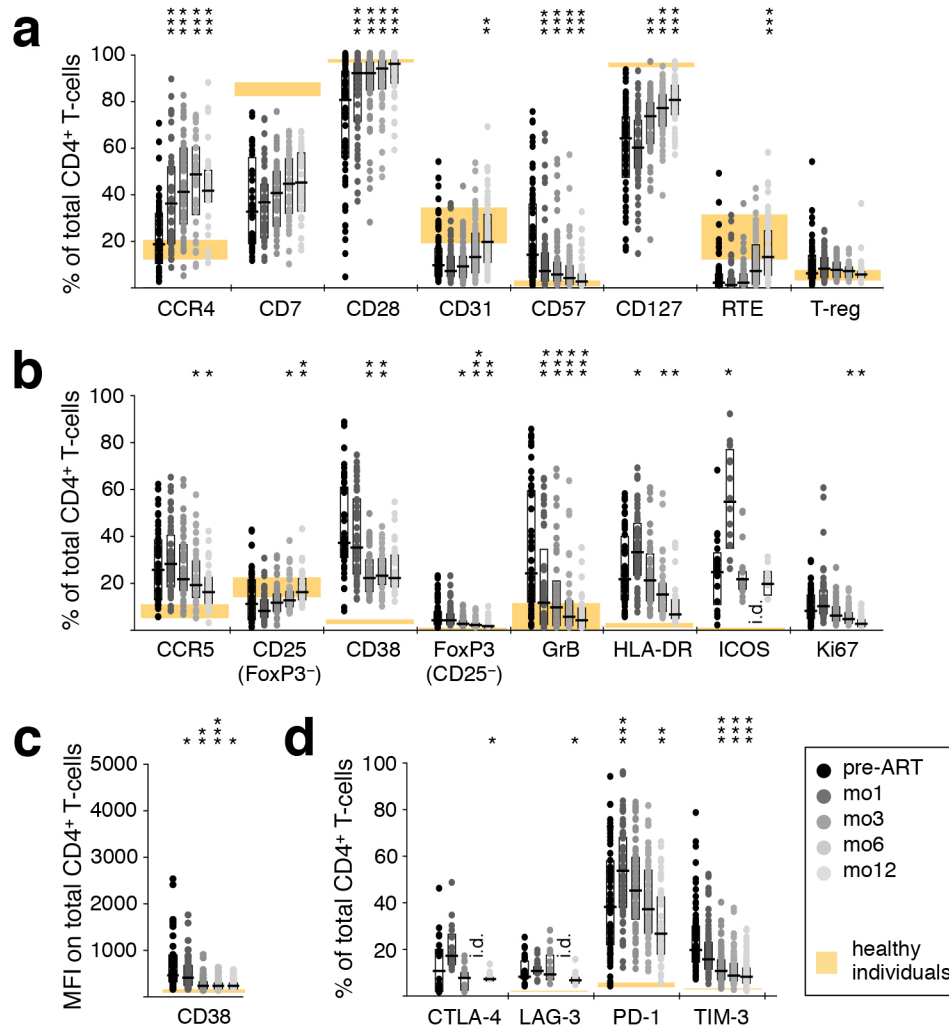 a
*** *** *** *** *** *** *** *** ** *** *** *** *** * *** *** ***
% of total CD4⁺ T-cells
100
80
60
40
20
CCR4 CD7 CD28 CD31 CD57 CD127 RTE T-reg
b
* * * ** ** ** * *** ** *** *** *** *** * ** * * * *
% of total CD4⁺ T-cells
100
80
60
40
20
i.d.
CCR5 CD25 CD38 FoxP3 GrB HLA-DR ICOS Ki67
(FoxP3⁻) (CD25⁻)
c
* ** *** *
MFI on total CD4⁺ T-cells
5000
4000
3000
2000
1000
CD38
d
* * *** ** *** *** ***
% of total CD4⁺ T-cells
100
80
60
40
20
i.d. i.d.
CTLA-4 LAG-3 PD-1 TIM-3
pre-ART
mo1
mo3
mo6
mo12
healthy
individuals